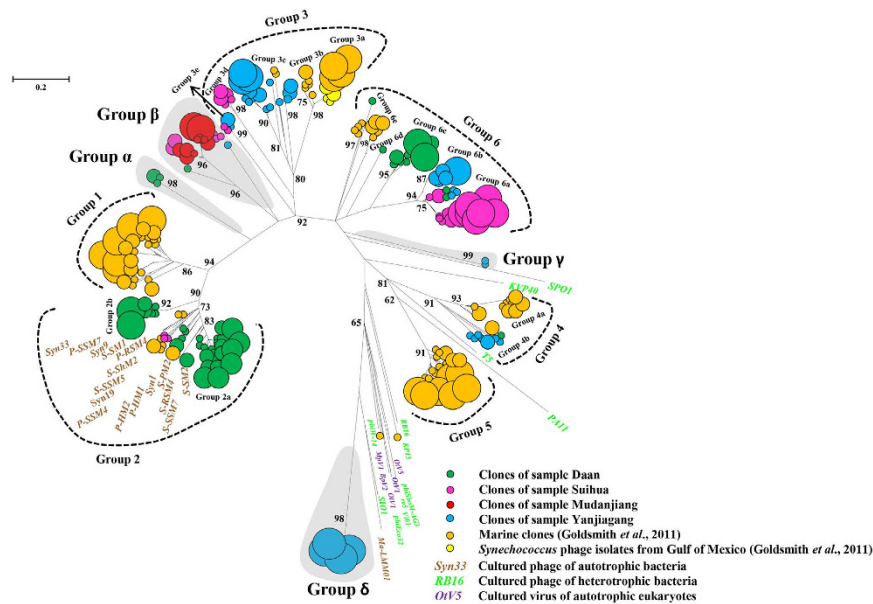 Group 3
Group 3a
Group 3b
Group 3c
Group 3d
Group 3e
0.2
75
98
98
90
81
98
99
80
Group β
96
96
Group α
98
92
Group 6
Group 6e
Group 6d
Group 6c
Group 6b
Group 6a
97
98
95
87
94
75
Group 1
86
94
90
Group 2b
92
73
83
Group 2a
Syn33
P-SSM7
Syn9
S-SM1
P-RSM4
S-ShM2
S-SSM5
Syn19
P-SSM4
P-HM2
P-HM1
Syn1
S-PM2
S-RSM4
S-SSM7
S-SM2
Group 2
99
Group γ
SPO1
KVP40
81
62
91
93
Group 4a
Group 4b
Group 4
T5
PA11
65
91
Group 5
RB16
KP15
MpV1
BpV2
OtV5
OtV1
phiEco32
Ma-LMM01
98
Group δ
Clones of sample Daan
Clones of sample Suihua
Clones of sample Mudanjiang
Clones of sample Yanjiagang
Marine clones (Goldsmith et al., 2011)
Synechococcus phage isolates from Gulf of Mexico (Goldsmith et al., 2011)
Syn33 Cultured phage of autotrophic bacteria
RB16 Cultured phage of heterotrophic bacteria
OtV5 Cultured virus of autotrophic eukaryotes